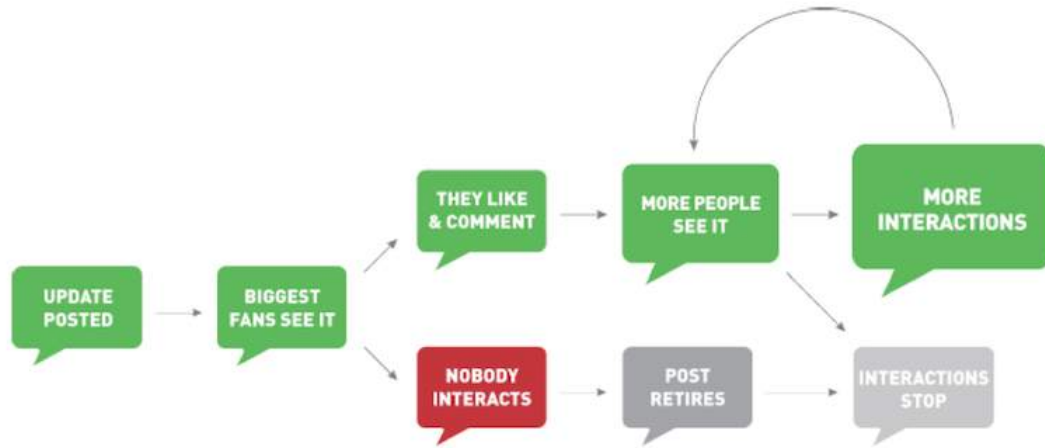 UPDATE
POSTED
BIGGEST
FANS SEE IT
THEY LIKE
& COMMENT
MORE PEOPLE
SEE IT
MORE
INTERACTIONS
NOBODY
INTERACTS
POST
RETIRES
INTERACTIONS
STOP